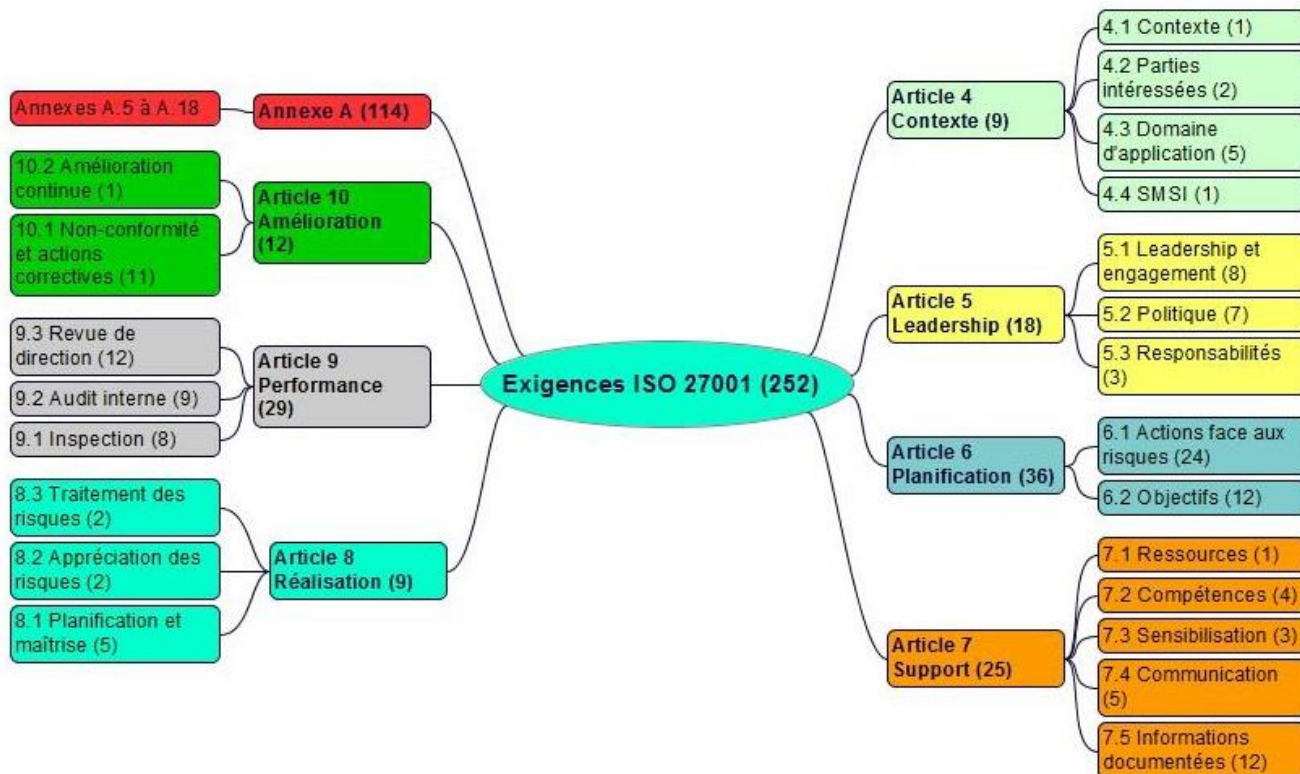 Exigences ISO 27001 (252)
Article 4
Contexte (9)
4.1 Contexte (1)
4.2 Parties
intéressées (2)
4.3 Domaine
d'application (5)
4.4 SMSI (1)
Article 5
Leadership (18)
5.1 Leadership et
engagement (8)
5.2 Politique (7)
5.3 Responsabilités
(3)
Article 6
Planification (36)
6.1 Actions face aux
risques (24)
6.2 Objectifs (12)
Article 7
Support (25)
7.1 Ressources (1)
7.2 Compétences (4)
7.3 Sensibilisation (3)
7.4 Communication
(5)
7.5 Informations
documentées (12)
Article 8
Réalisation (9)
8.3 Traitement des
risques (2)
8.2 Appréciation des
risques (2)
8.1 Planification et
maîtrise (5)
Article 9
Performance
(29)
9.3 Revue de
direction (12)
9.2 Audit interne (9)
9.1 Inspection (8)
Article 10
Amélioration
(12)
10.2 Amélioration
continue (1)
10.1 Non-conformité
et actions
correctives (11)
Annexe A (114)
Annexes A.5 à A.18